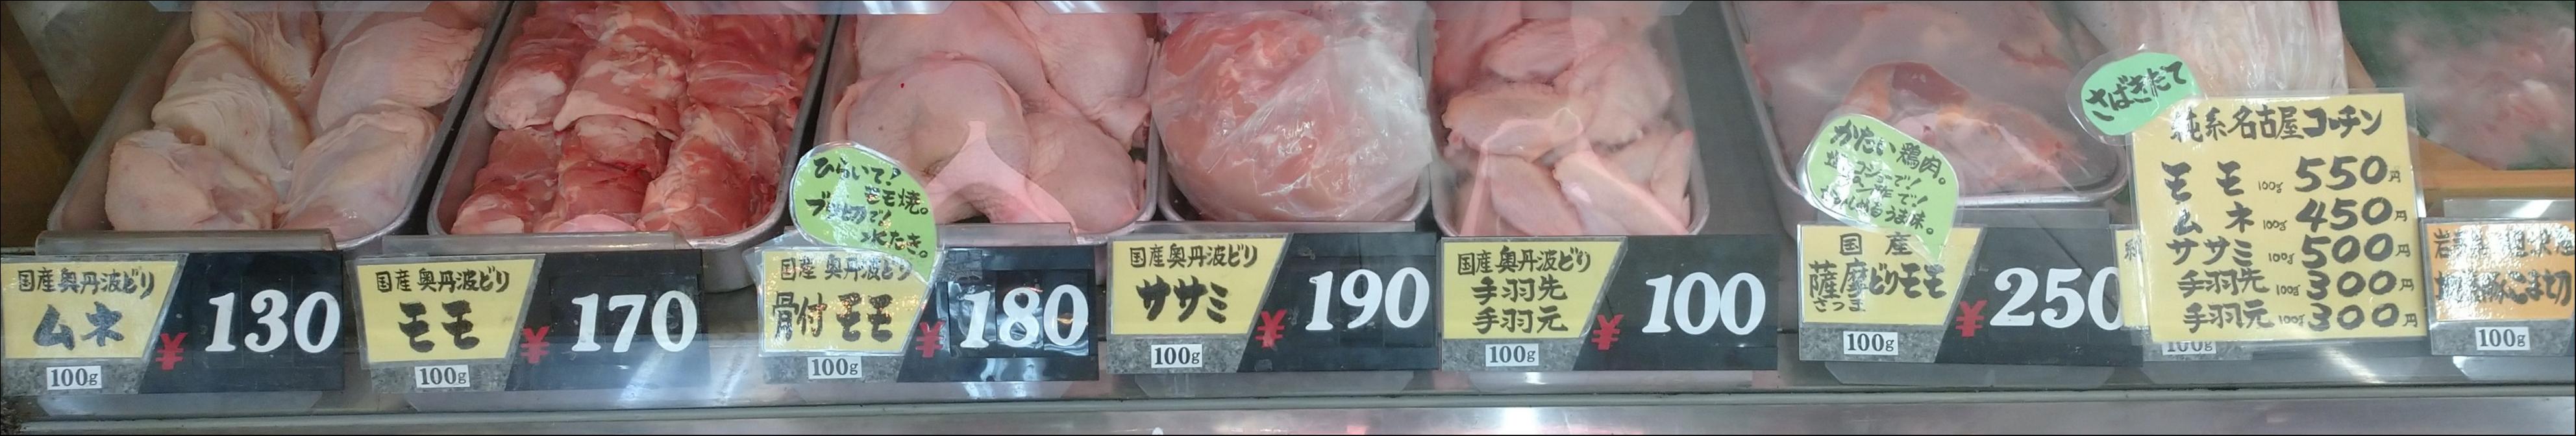 国産奥丹波どり
ムネ
¥130
100g
国産奥丹波どり
モモ
¥170
100g
ひらいて?
モモ焼。
ブツ切で!
水たき。
国産奥丹波どり
骨付モモ
¥180
100g
国産奥丹波どり
ササミ
¥190
100g
国産奥丹波どり
手羽先
手羽元
¥100
100g
かたい鶏肉。
うま味。
国産
薩摩どりモモ
さつま
¥250
100g
さばきたて
純系名古屋コーチン
モモ 100g 550円
ムネ 100g 450円
ササミ 100g 500円
手羽先 100g 300円
手羽元 100g 300円
100g
こま切
100g